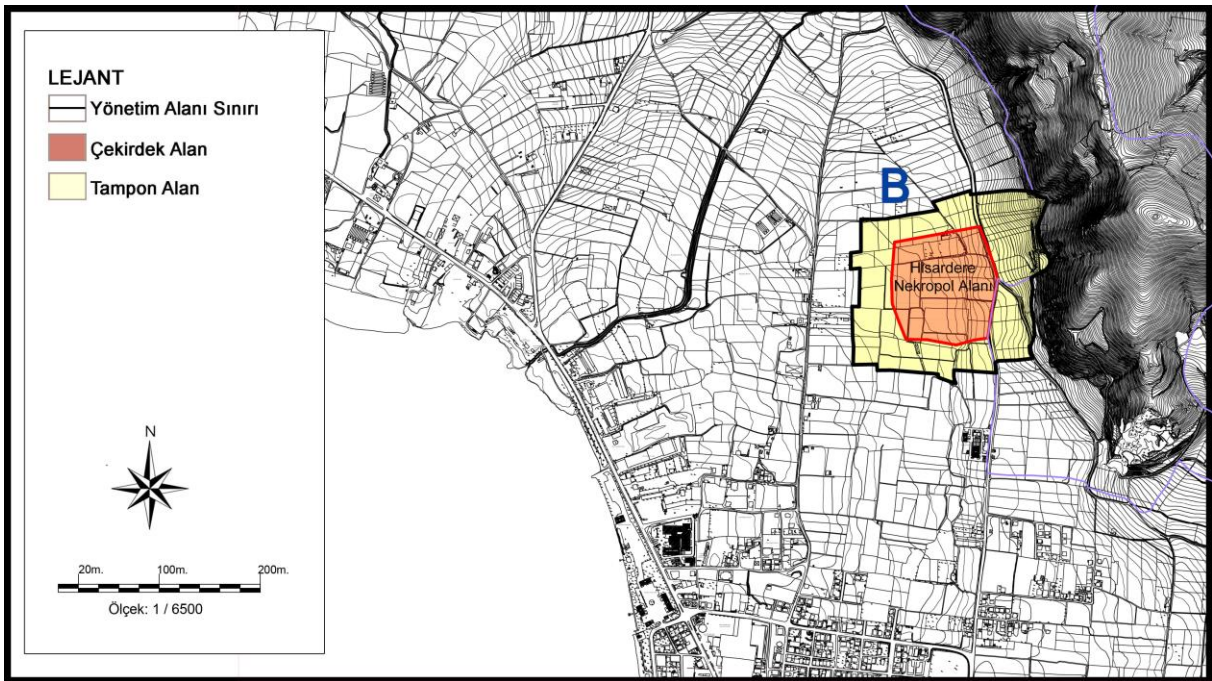 LEJANT
Yönetim Alanı Sınırı
Çekirdek Alan
Tampon Alan
B
Hisardere
Nekropol Alanı
N
20m. 100m. 200m.
Ölçek: 1 / 6500